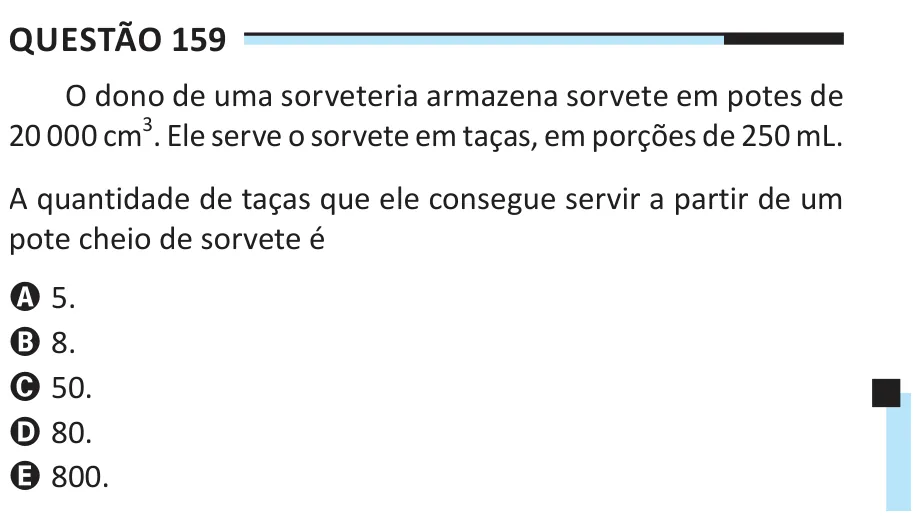 QUESTÃO 159
O dono de uma sorveteria armazena sorvete em potes de
20 000 cm³. Ele serve o sorvete em taças, em porções de 250 mL.
A quantidade de taças que ele consegue servir a partir de um
pote cheio de sorvete é
A 5.
B 8.
C 50.
D 80.
E 800.